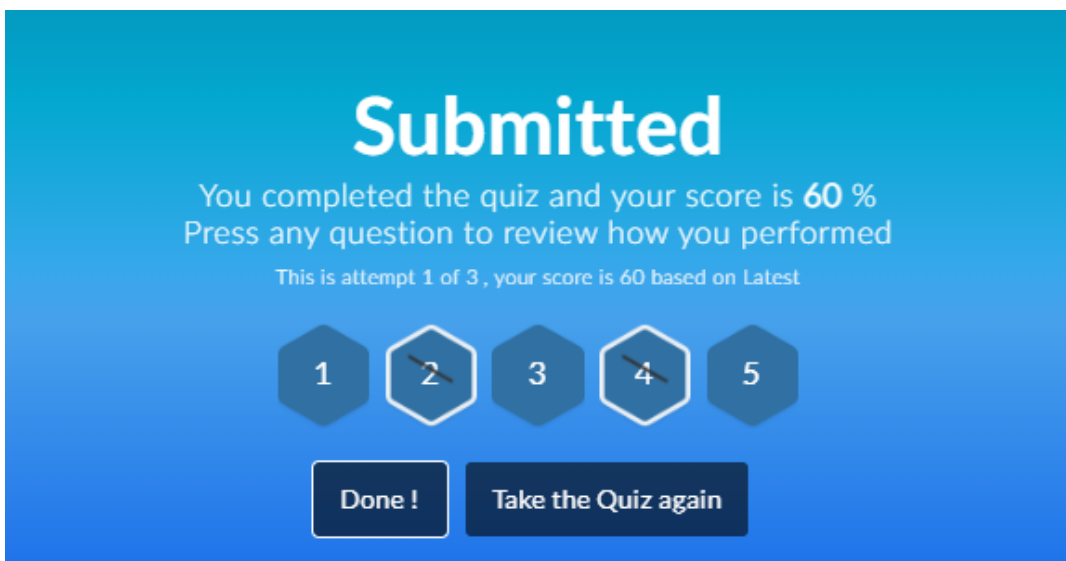 Submitted
You completed the quiz and your score is 60 %
Press any question to review how you performed
This is attempt 1 of 3 , your score is 60 based on Latest
1 2 3 4 5
Done ! Take the Quiz again